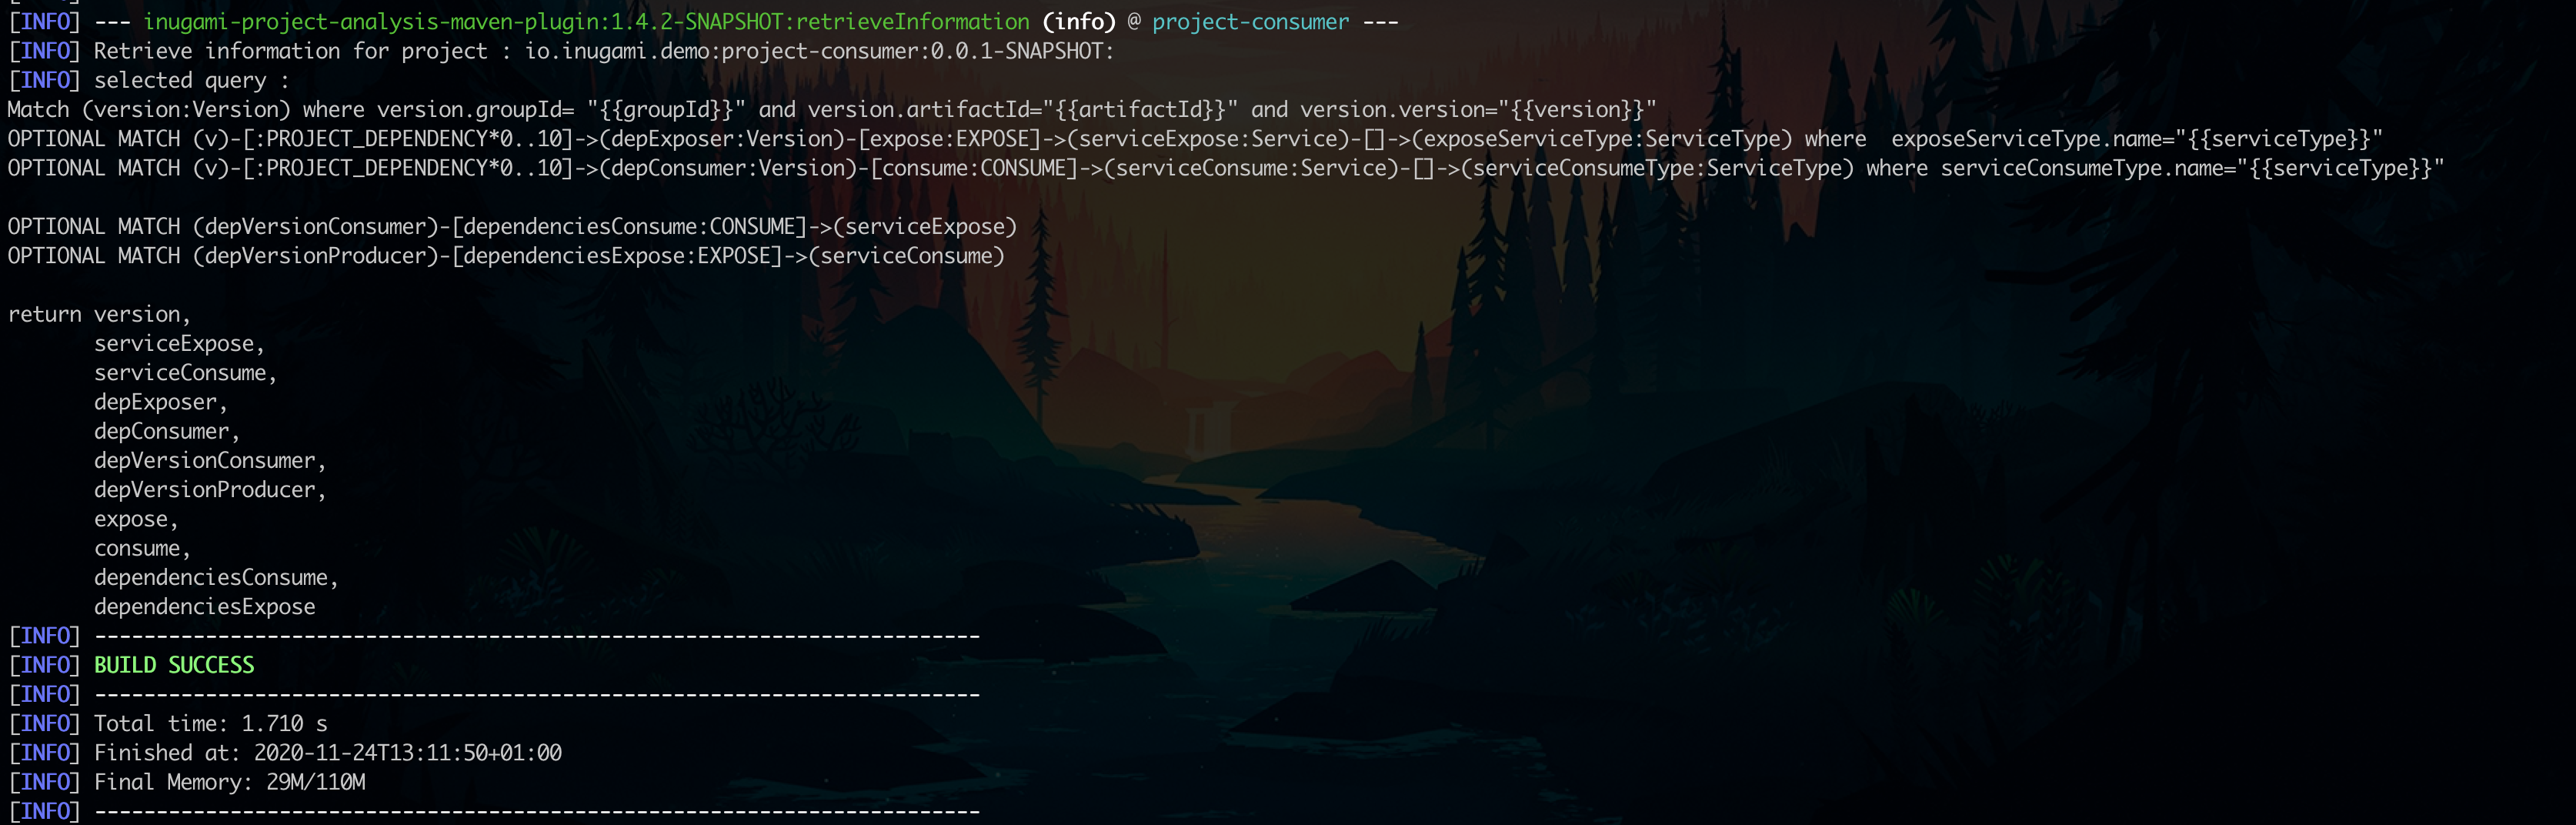 [INFO] --- inugami-project-analysis-maven-plugin:1.4.2-SNAPSHOT:retrieveInformation (info) @ project-consumer ---
[INFO] Retrieve information for project : io.inugami.demo:project-consumer:0.0.1-SNAPSHOT:
[INFO] selected query :
Match (version:Version) where version.groupId= "{{groupId}}" and version.artifactId="{{artifactId}}" and version.version="{{version}}"
OPTIONAL MATCH (v)-[:PROJECT_DEPENDENCY*0..10]->(depExposer:Version)-[expose:EXPOSE]->(serviceExpose:Service)-[]->(exposeServiceType:ServiceType) where  exposeServiceType.name="{{serviceType}}"
OPTIONAL MATCH (v)-[:PROJECT_DEPENDENCY*0..10]->(depConsumer:Version)-[consume:CONSUME]->(serviceConsume:Service)-[]->(serviceConsumeType:ServiceType) where serviceConsumeType.name="{{serviceType}}"
OPTIONAL MATCH (depVersionConsumer)-[dependenciesConsume:CONSUME]->(serviceExpose)
OPTIONAL MATCH (depVersionProducer)-[dependenciesExpose:EXPOSE]->(serviceConsume)
return version,
serviceExpose,
serviceConsume,
depExposer,
depConsumer,
depVersionConsumer,
depVersionProducer,
expose,
consume,
dependenciesConsume,
dependenciesExpose
[INFO] ------------------------------------------------------------------------
[INFO] BUILD SUCCESS
[INFO] ------------------------------------------------------------------------
[INFO] Total time: 1.710 s
[INFO] Finished at: 2020-11-24T13:11:50+01:00
[INFO] Final Memory: 29M/110M
[INFO] ------------------------------------------------------------------------